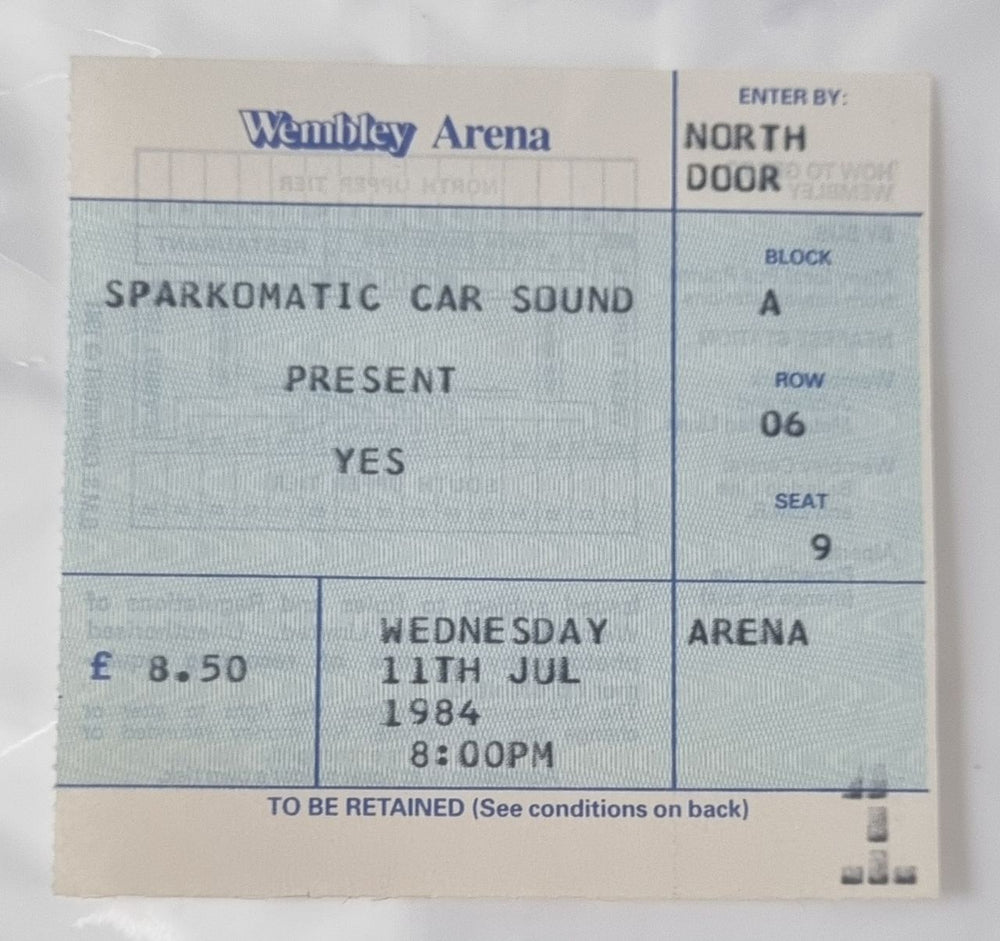 Wembley Arena
ENTER BY:
NORTH
DOOR
SPARKOMATIC CAR SOUND
PRESENT
YES
BLOCK
A
ROW
06
SEAT
9
£ 8.50
WEDNESDAY
11TH JUL
1984
8:00PM
ARENA
TO BE RETAINED (See conditions on back)